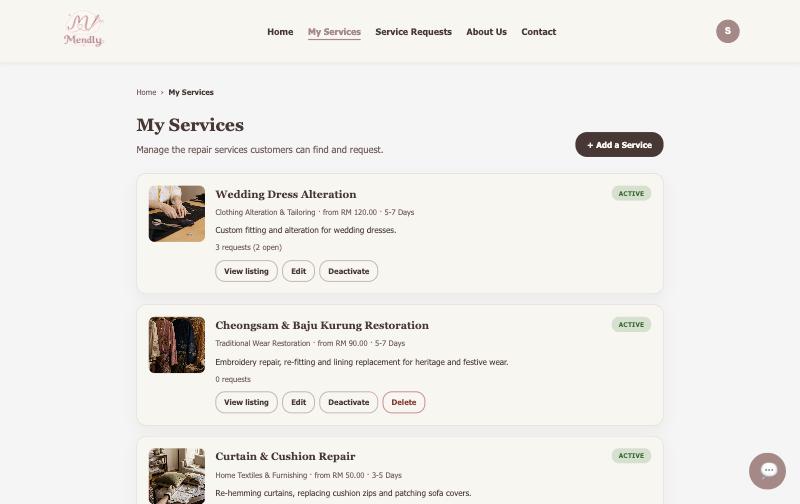 Mendly
Home
My Services
Service Requests
About Us
Contact
S
Home › My Services
My Services
Manage the repair services customers can find and request.
+ Add a Service
Wedding Dress Alteration
ACTIVE
Clothing Alteration & Tailoring · from RM 120.00 · 5-7 Days
Custom fitting and alteration for wedding dresses.
3 requests (2 open)
View listing
Edit
Deactivate
Cheongsam & Baju Kurung Restoration
ACTIVE
Traditional Wear Restoration · from RM 90.00 · 5-7 Days
Embroidery repair, re-fitting and lining replacement for heritage and festive wear.
0 requests
View listing
Edit
Deactivate
Delete
Curtain & Cushion Repair
ACTIVE
Home Textiles & Furnishing · from RM 50.00 · 3-5 Days
Re-hemming curtains, replacing cushion zips and patching sofa covers.